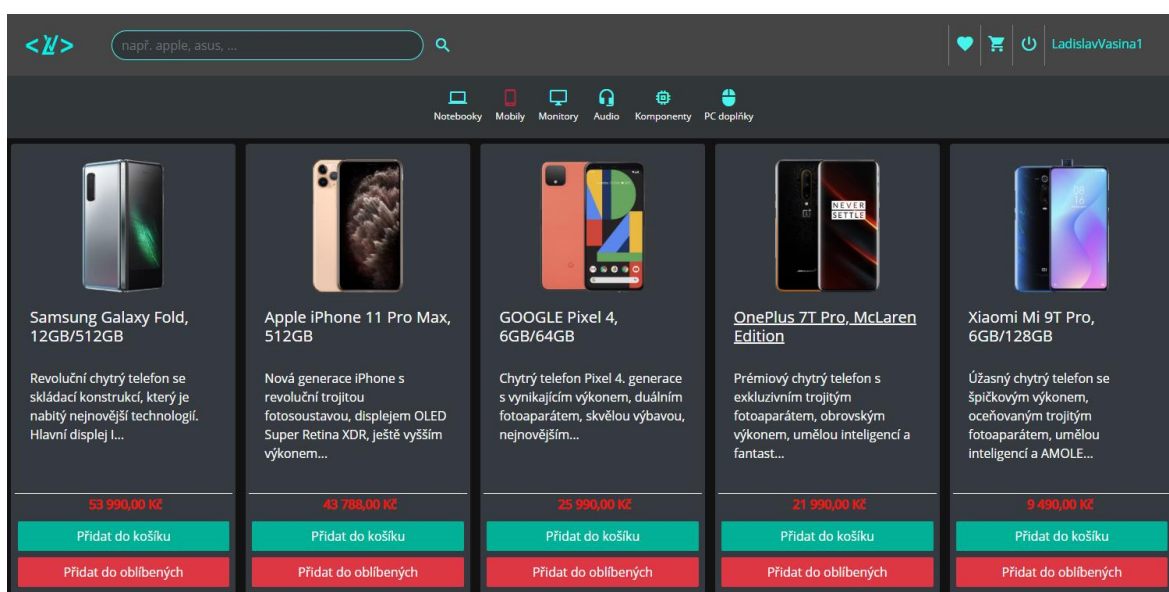 např. apple, asus, ...
LadislavVasina1
Notebooky Mobily Monitory Audio Komponenty PC doplňky
NEVER
SETTLE
08
16
Samsung Galaxy Fold,
12GB/512GB
Revoluční chytrý telefon se
skládací konstrukcí, který je
nabitý nejnovější technologií.
Hlavní displej I...
53 990,00 Kč
Přidat do košíku
Přidat do oblíbených
Apple iPhone 11 Pro Max,
512GB
Nová generace iPhone s
revoluční trojitou
fotosoustavou, displejem OLED
Super Retina XDR, ještě vyšším
výkonem...
43 788,00 Kč
Přidat do košíku
Přidat do oblíbených
GOOGLE Pixel 4,
6GB/64GB
Chytrý telefon Pixel 4. generace
s vynikajícím výkonem, duálním
fotoaparátem, skvělou výbavou,
nejnovějším...
25 990,00 Kč
Přidat do košíku
Přidat do oblíbených
OnePlus 7T Pro, McLaren
Edition
Prémiový chytrý telefon s
exkluzivním trojitým
fotoaparátem, obrovským
výkonem, umělou inteligencí a
fantast...
21 990,00 Kč
Přidat do košíku
Přidat do oblíbených
Xiaomi Mi 9T Pro,
6GB/128GB
Úžasný chytrý telefon se
špičkovým výkonem,
oceňovaným trojitým
fotoaparátem, umělou
inteligencí a AMOLE...
9 490,00 Kč
Přidat do košíku
Přidat do oblíbených